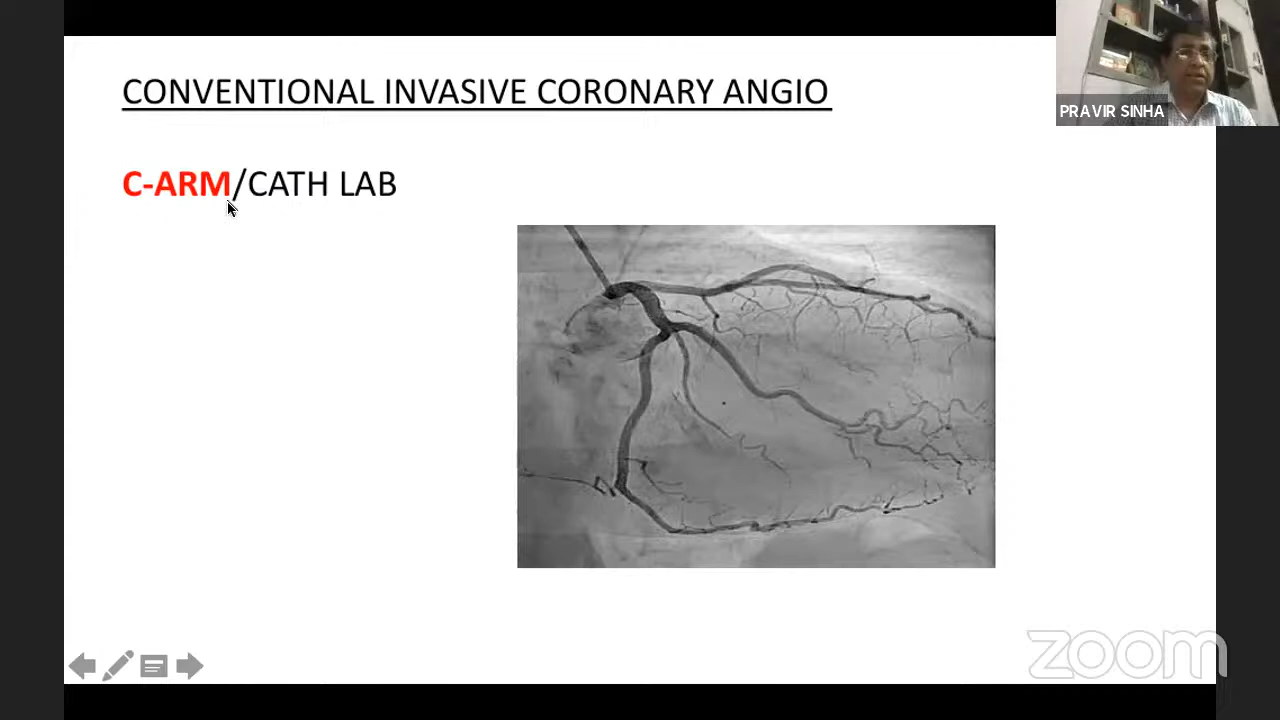 CONVENTIONAL INVASIVE CORONARY ANGIO
PRAVIR SINHA
C-ARM/CATH LAB
zoom